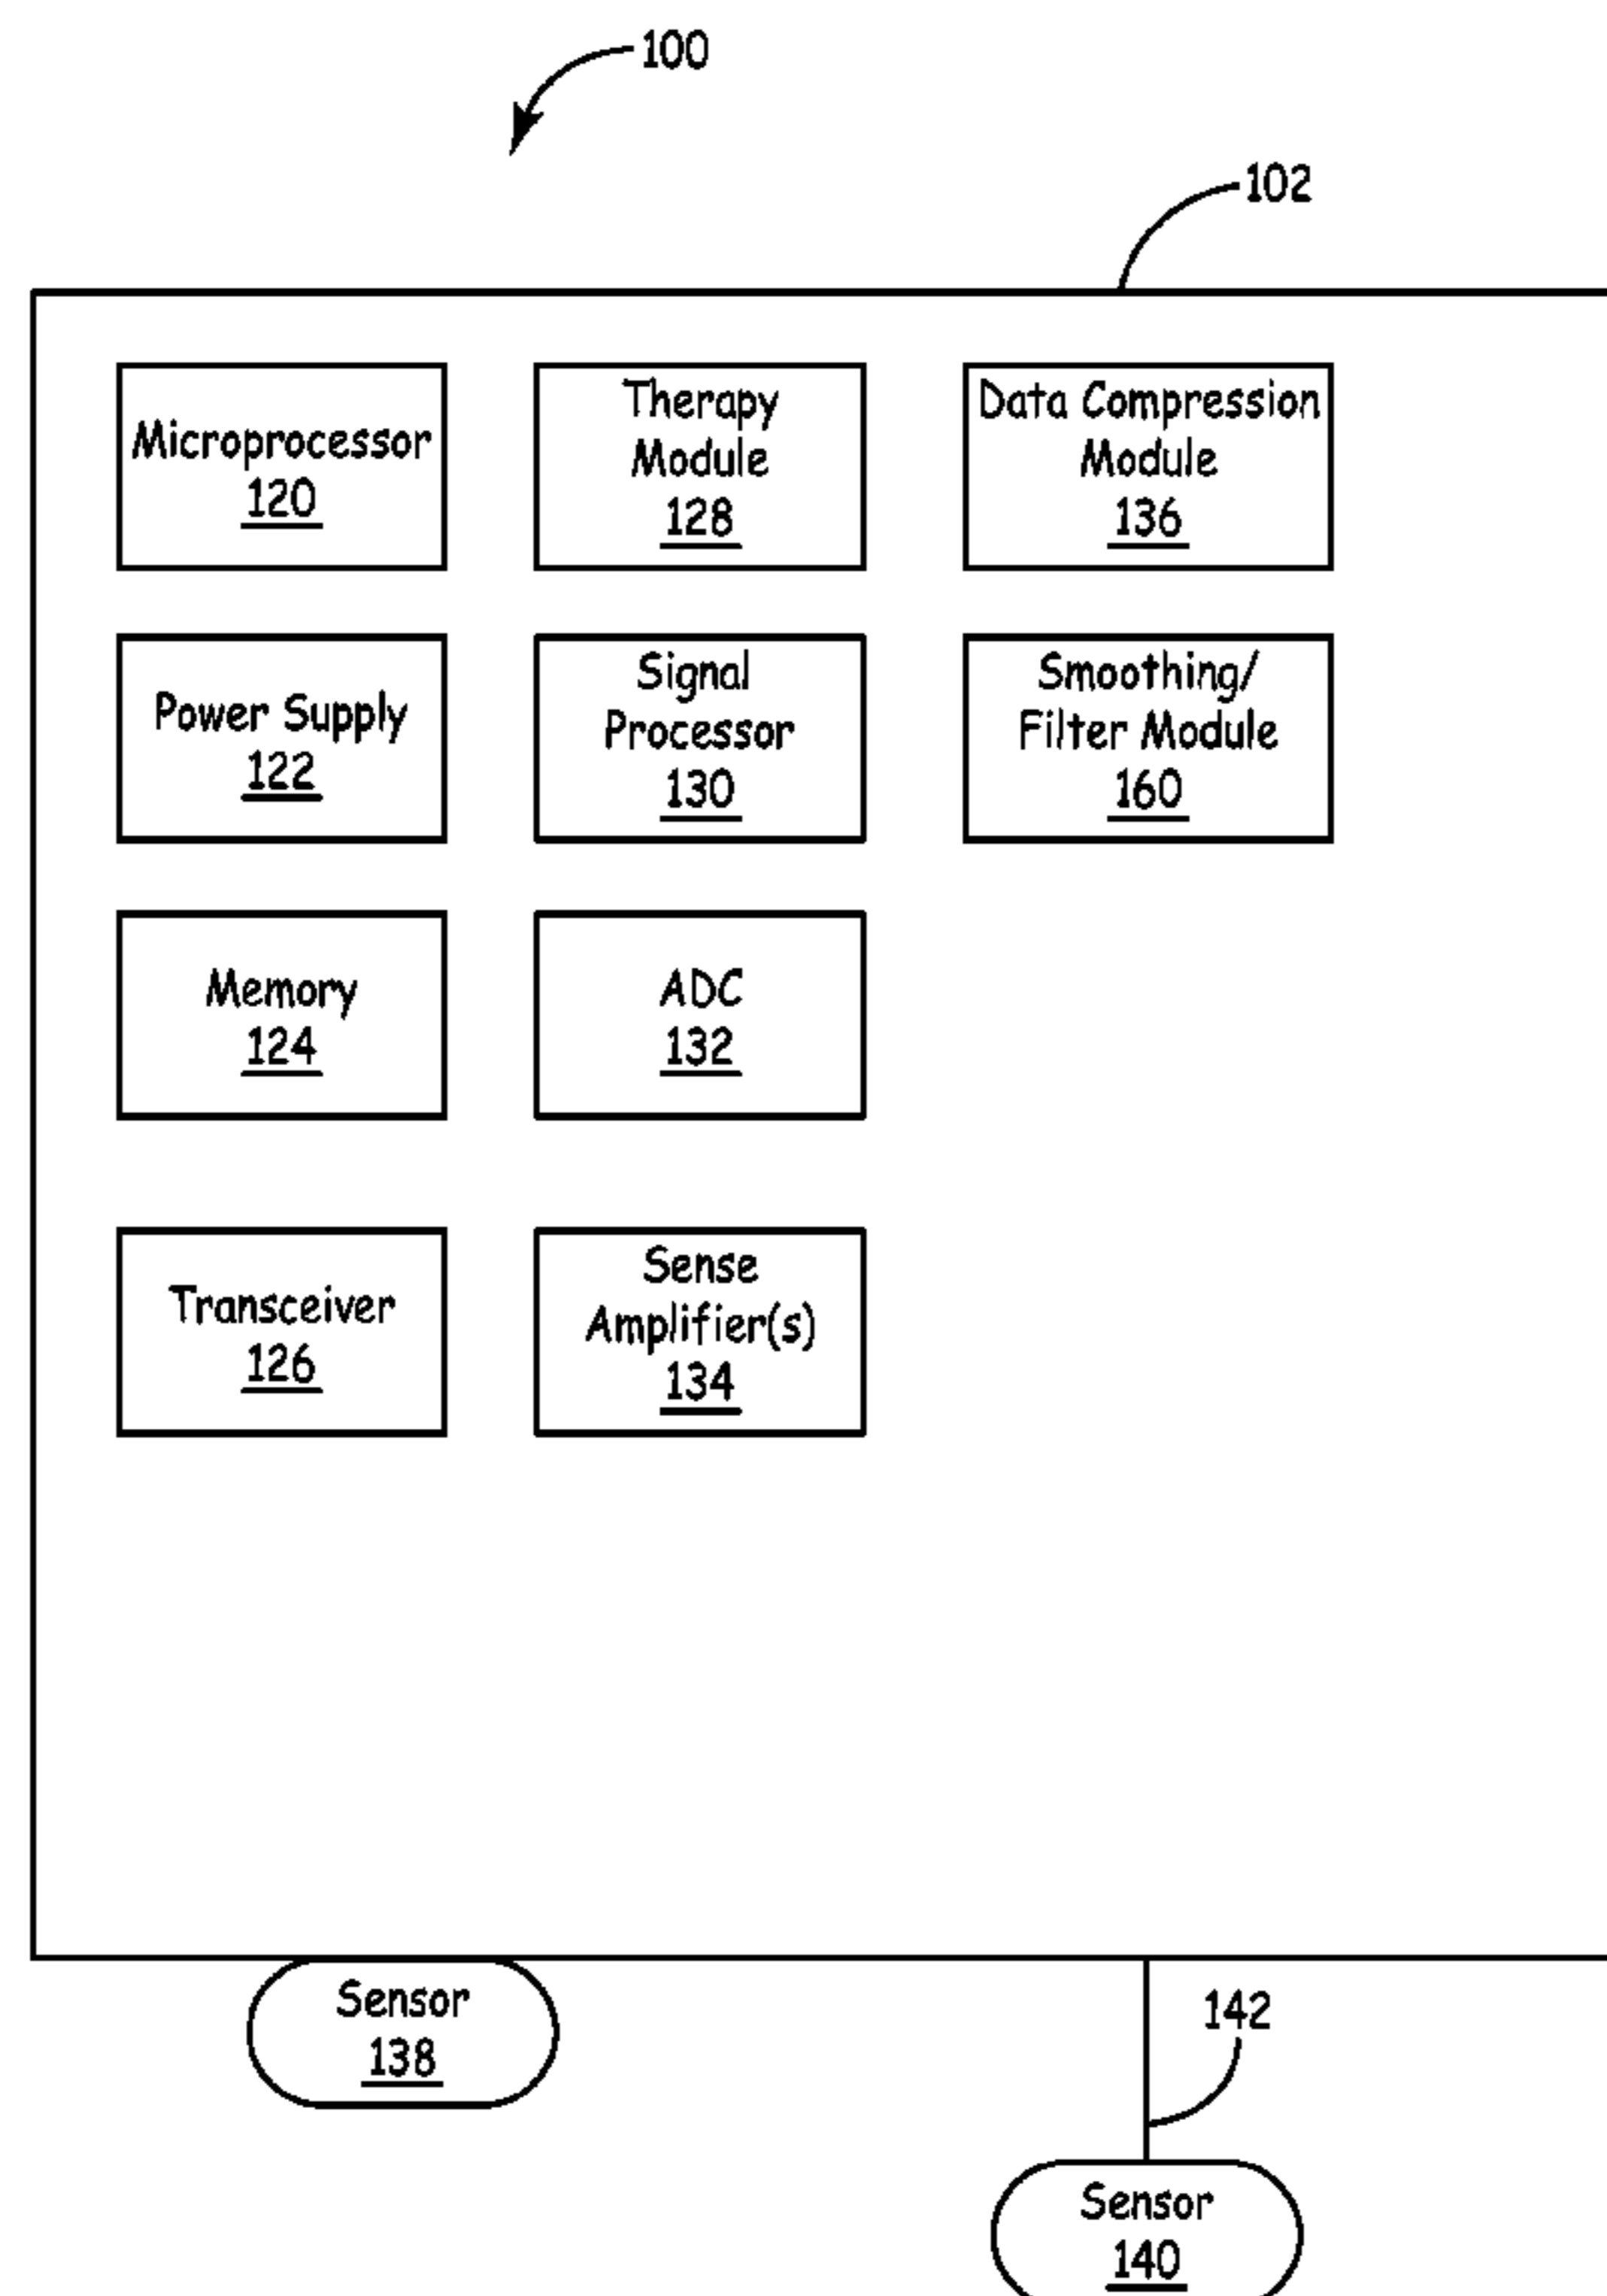 100
102
Microprocessor
120
Therapy
Module
128
Data Compression
Module
136
Power Supply
122
Signal
Processor
130
Smoothing/
Filter Module
160
Memory
124
ADC
132
Transceiver
126
Sense
Amplifier(s)
134
Sensor
138
142
Sensor
140